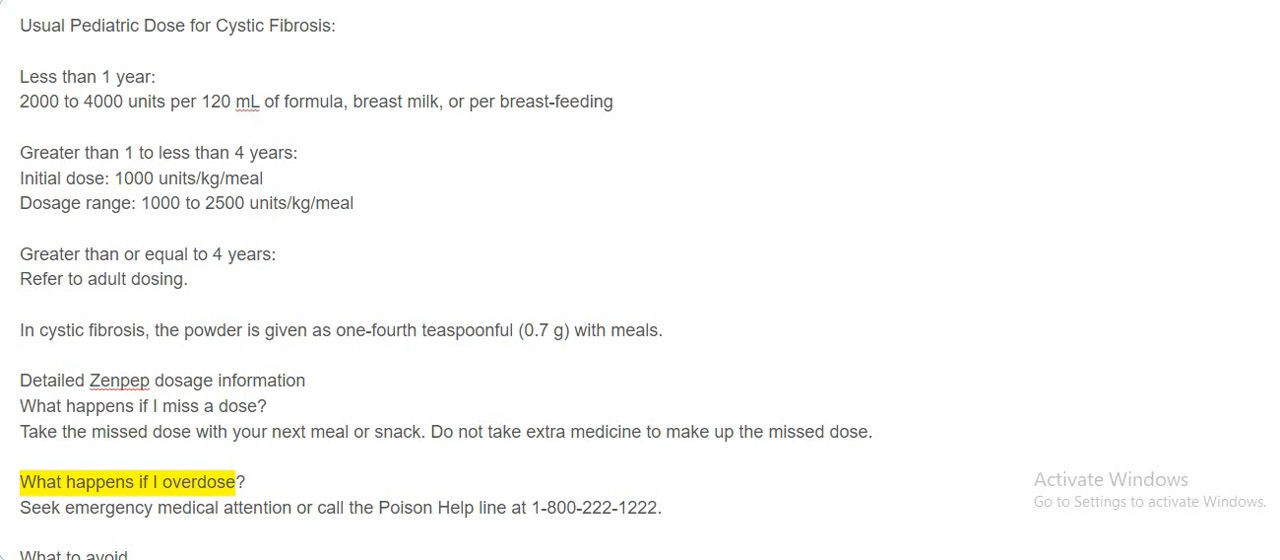 Usual Pediatric Dose for Cystic Fibrosis:
Less than 1 year:
2000 to 4000 units per 120 mL of formula, breast milk, or per breast-feeding
Greater than 1 to less than 4 years:
Initial dose: 1000 units/kg/meal
Dosage range: 1000 to 2500 units/kg/meal
Greater than or equal to 4 years:
Refer to adult dosing.
In cystic fibrosis, the powder is given as one-fourth teaspoonful (0.7 g) with meals.
Detailed Zenpep dosage information
What happens if I miss a dose?
Take the missed dose with your next meal or snack. Do not take extra medicine to make up the missed dose.
What happens if I overdose?
Seek emergency medical attention or call the Poison Help line at 1-800-222-1222.
What to avoid
Activate Windows
Go to Settings to activate Windows.